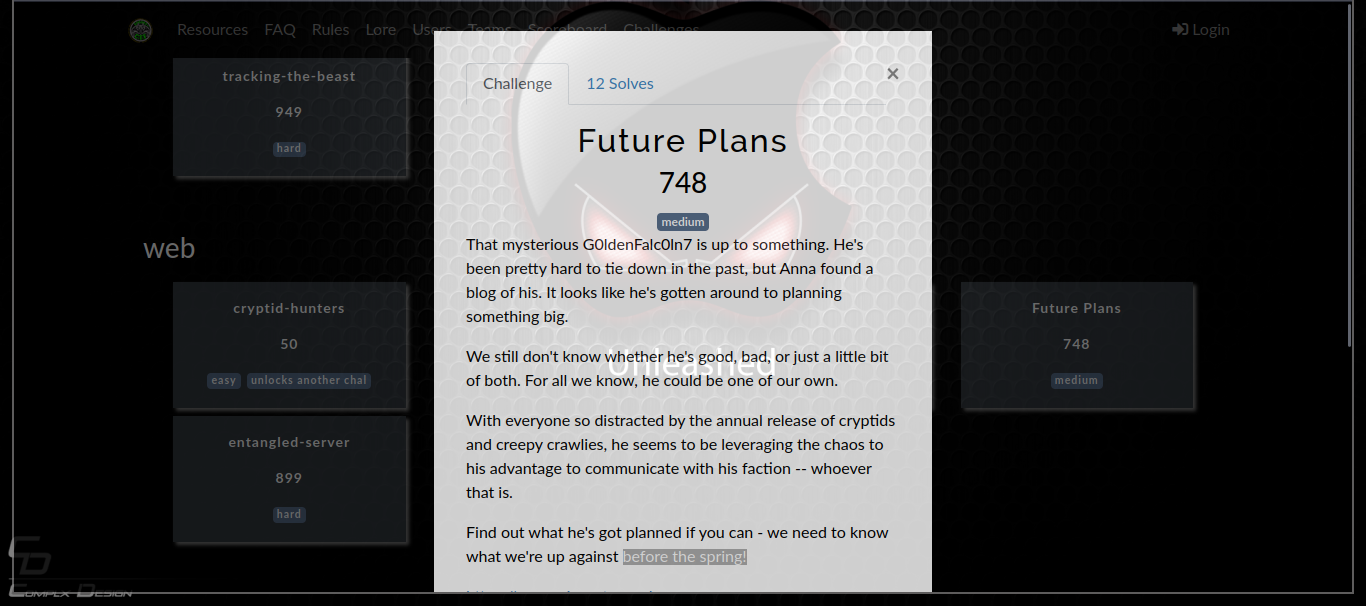 Resources FAQ Rules Lore Users Teams Scoreboard Challenges Login
tracking-the-beast
949
hard
web
cryptid-hunters
50
easy unlocks another chal
entangled-server
899
hard
Challenge 12 Solves ×
Future Plans
748
medium
That mysterious G0ldenFalc0ln7 is up to something. He's
been pretty hard to tie down in the past, but Anna found a
blog of his. It looks like he's gotten around to planning
something big.
We still don't know whether he's good, bad, or just a little bit
of both. For all we know, he could be one of our own.
Unleashed
With everyone so distracted by the annual release of cryptids
and creepy crawlies, he seems to be leveraging the chaos to
his advantage to communicate with his faction -- whoever
that is.
Find out what he's got planned if you can - we need to know
what we're up against before the spring!
Future Plans
748
medium
CD
Complx Design